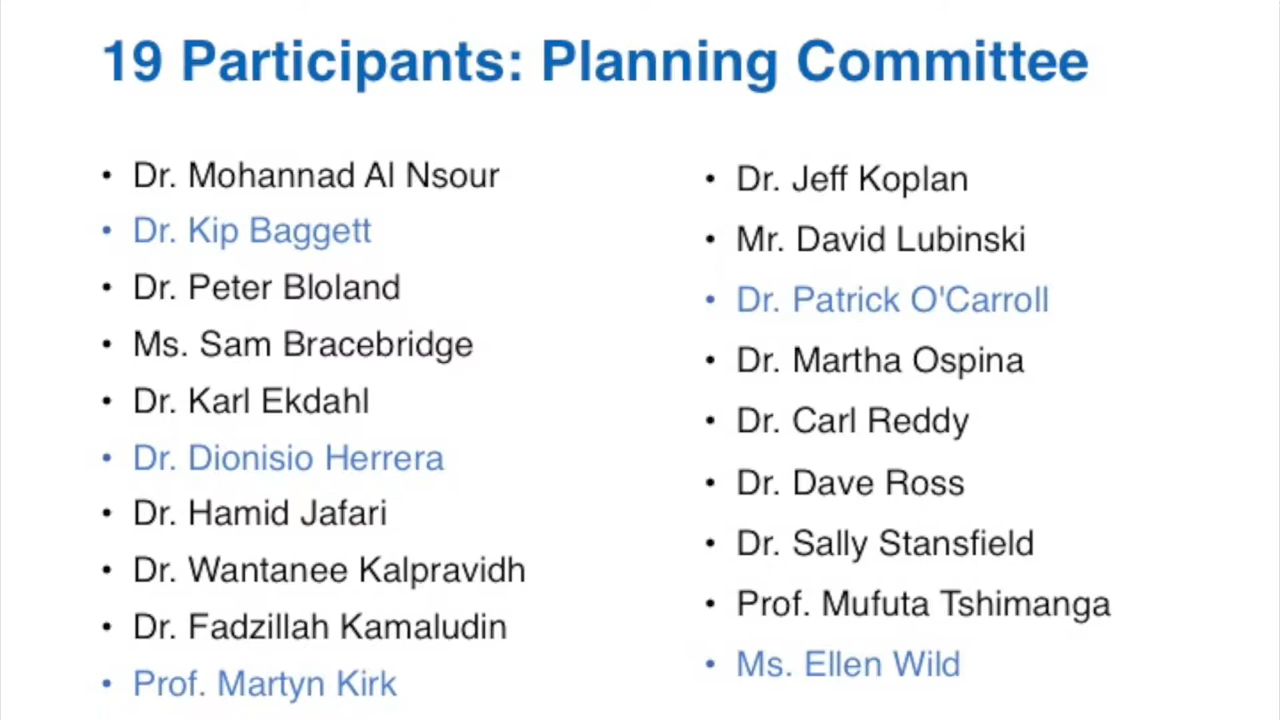 19 Participants: Planning Committee
• Dr. Mohannad Al Nsour
• Dr. Kip Baggett
• Dr. Peter Bloland
• Ms. Sam Bracebridge
• Dr. Karl Ekdahl
• Dr. Dionisio Herrera
• Dr. Hamid Jafari
• Dr. Wantanee Kalpravidh
• Dr. Fadzillah Kamaludin
• Prof. Martyn Kirk
• Dr. Jeff Koplan
• Mr. David Lubinski
• Dr. Patrick O'Carroll
• Dr. Martha Ospina
• Dr. Carl Reddy
• Dr. Dave Ross
• Dr. Sally Stansfield
• Prof. Mufuta Tshimanga
• Ms. Ellen Wild